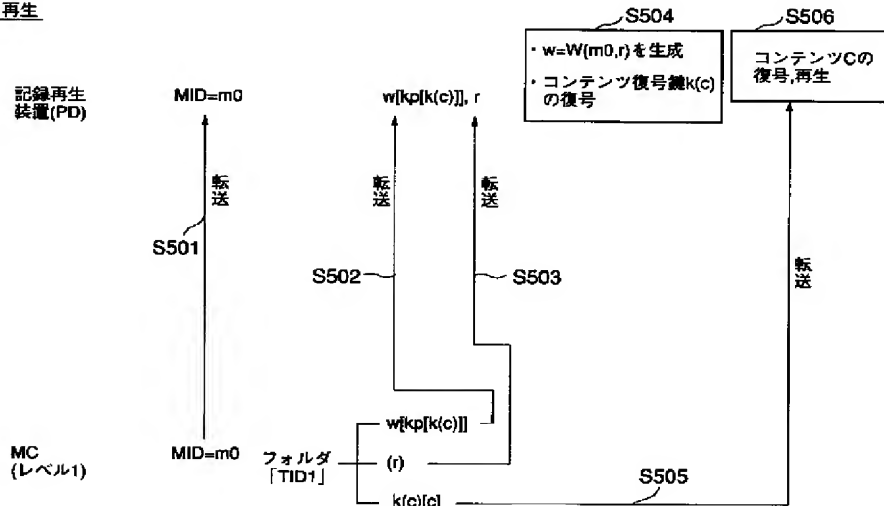 再生
S504
S506
・w=W(m0,r)を生成
・コンテンツ復号鍵k(c)
の復号
コンテンツCの
復号,再生
記録再生
装置(PD)
MID=m0
w[kp[k(c)]], r
転送
転送
転送
転送
S501
S502
S503
MC
(レベル1)
MID=m0
フォルダ
「TID1」
w[kp[k(c)]]
(r)
k(c)[c]
S505